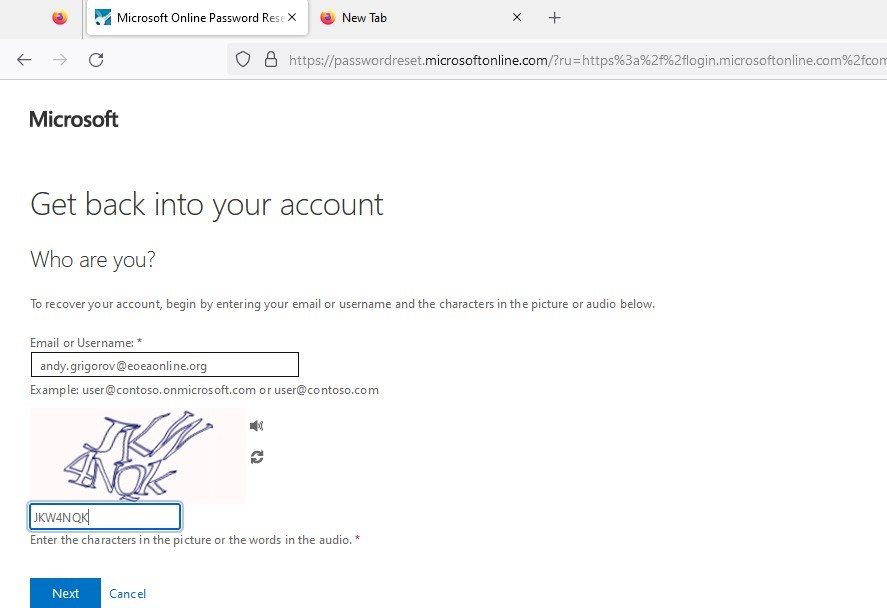 Microsoft Online Password Rese
New Tab
https://passwordreset.microsoftonline.com/?ru=https%3a%2f%2flogin.microsoftonline.com%2fcom
Microsoft
Get back into your account
Who are you?
To recover your account, begin by entering your email or username and the characters in the picture or audio below.
Email or Username: *
andy.grigorov@eoeaonline.org
Example: user@contoso.onmicrosoft.com or user@contoso.com
JKW
4NQK
JKW4NQK
Enter the characters in the picture or the words in the audio. *
Next Cancel